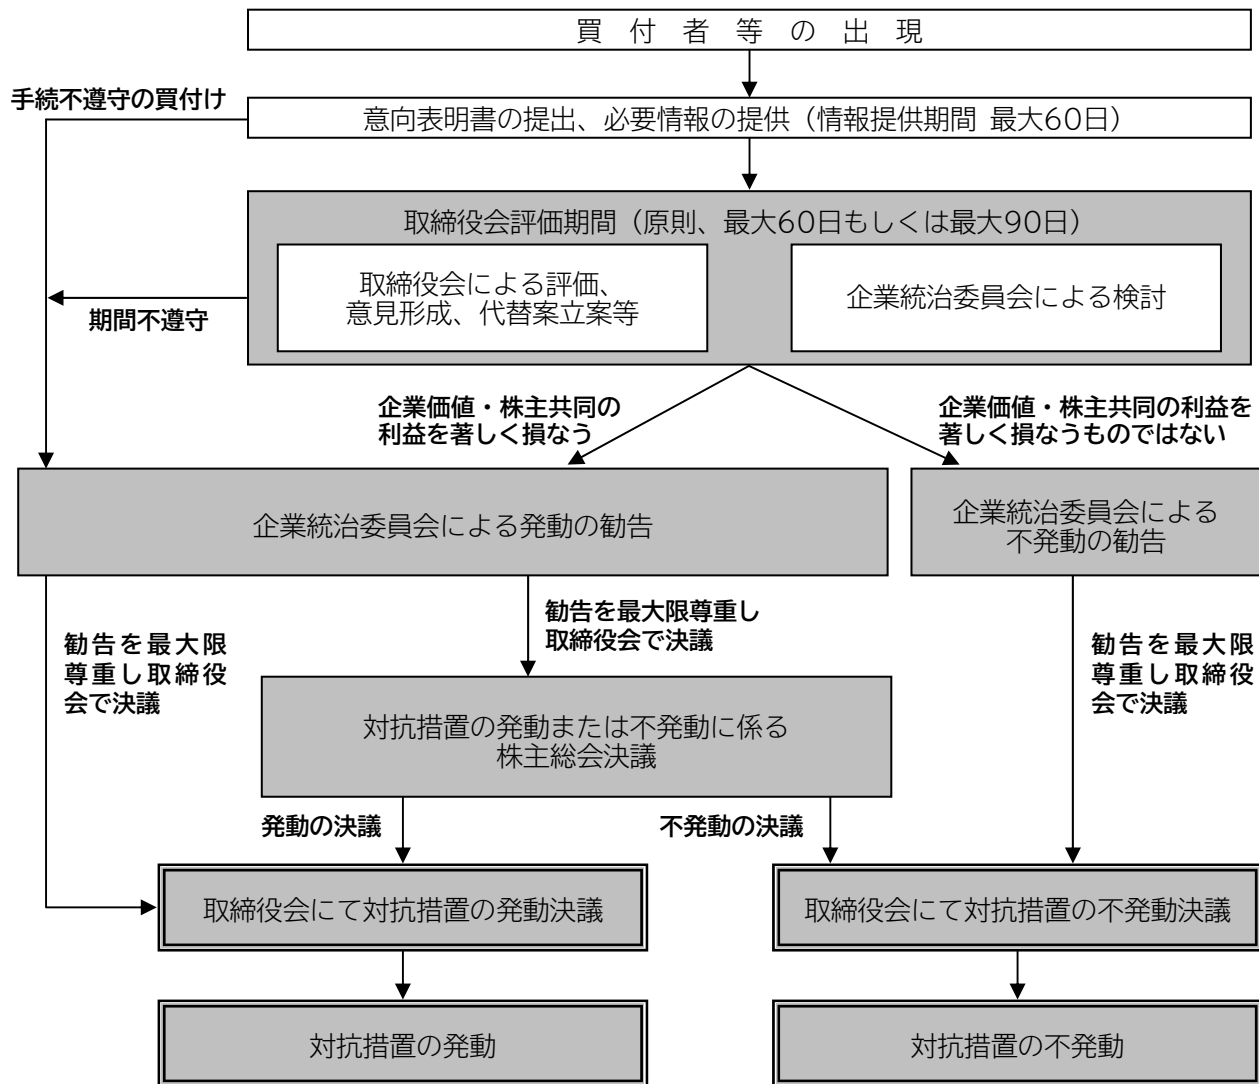 買付者等の出現
手続不遵守の買付け
意向表明書の提出、必要情報の提供（情報提供期間 最大60日）
取締役会評価期間（原則、最大60日もしくは最大90日）
取締役会による評価、
意見形成、代替案立案等
企業統治委員会による検討
期間不遵守
企業価値・株主共同の
利益を著しく損なう
企業価値・株主共同の利益を
著しく損なうものではない
企業統治委員会による発動の勧告
企業統治委員会による
不発動の勧告
勧告を最大限尊重し
取締役会で決議
勧告を最大限
尊重し取締役
会で決議
勧告を最大限
尊重し取締役
会で決議
対抗措置の発動または不発動に係る
株主総会決議
発動の決議
不発動の決議
取締役会にて対抗措置の発動決議
取締役会にて対抗措置の不発動決議
対抗措置の発動
対抗措置の不発動